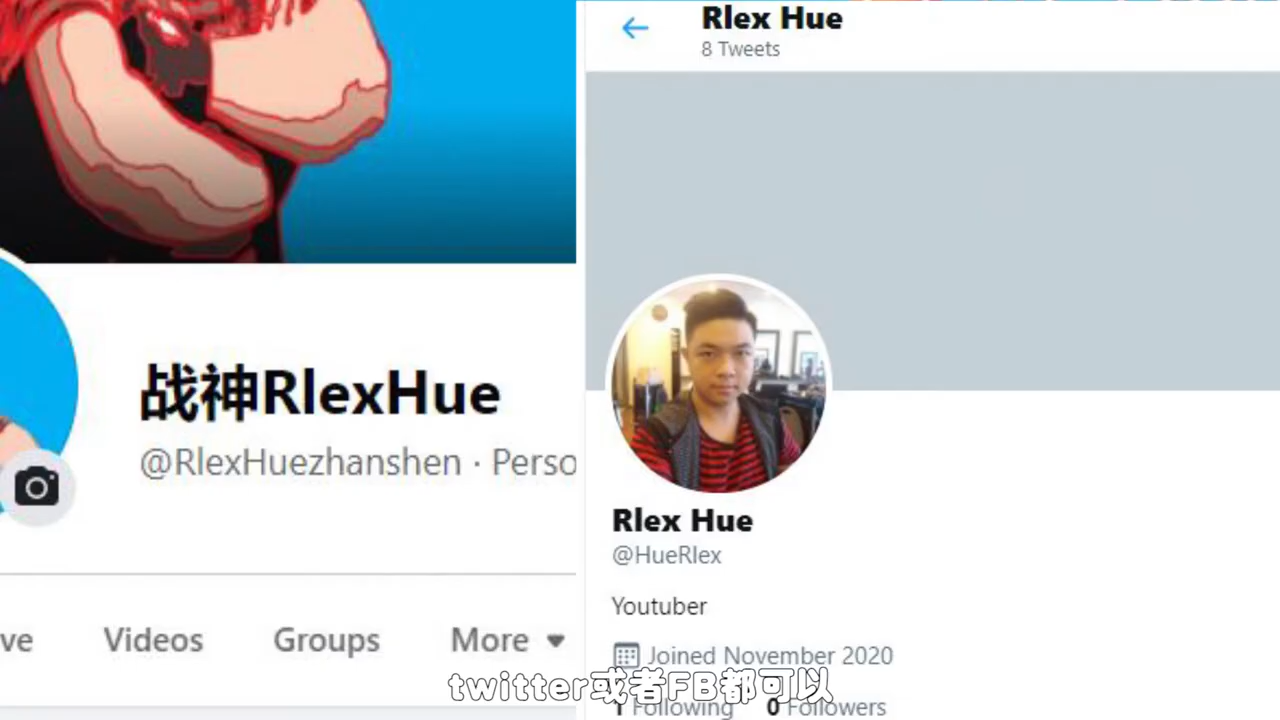 战神RlexHue
@RlexHuezhanshen · Perso
ve Videos Groups More
Rlex Hue
8 Tweets
Rlex Hue
@HueRlex
Youtuber
Joined November 2020
1 Following 0 Followers
twitter或者FB都可以